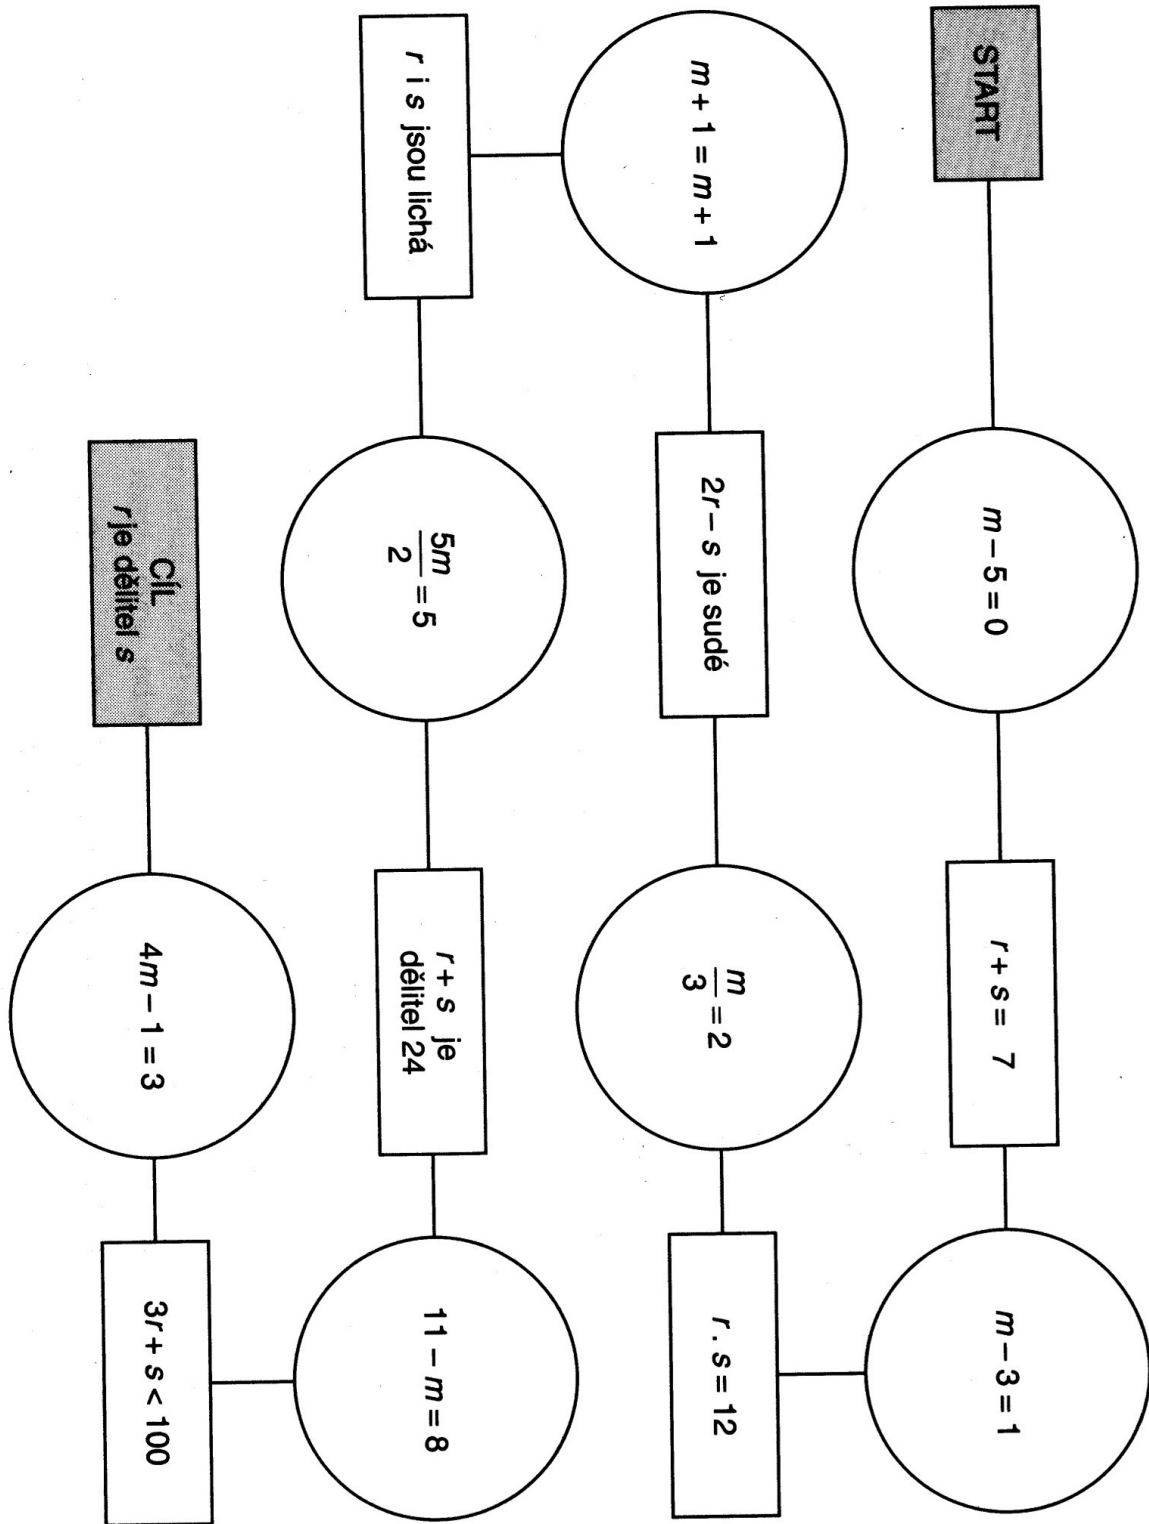 START
m – 5 = 0
r + s = 7
m – 3 = 1
r . s = 12
m/3 = 2
2r – s je sudé
m + 1 = m + 1
r i s jsou lichá
5m/2 = 5
r + s je
dělitel 24
11 – m = 8
3r + s < 100
4m – 1 = 3
CÍL
r je dělitel s